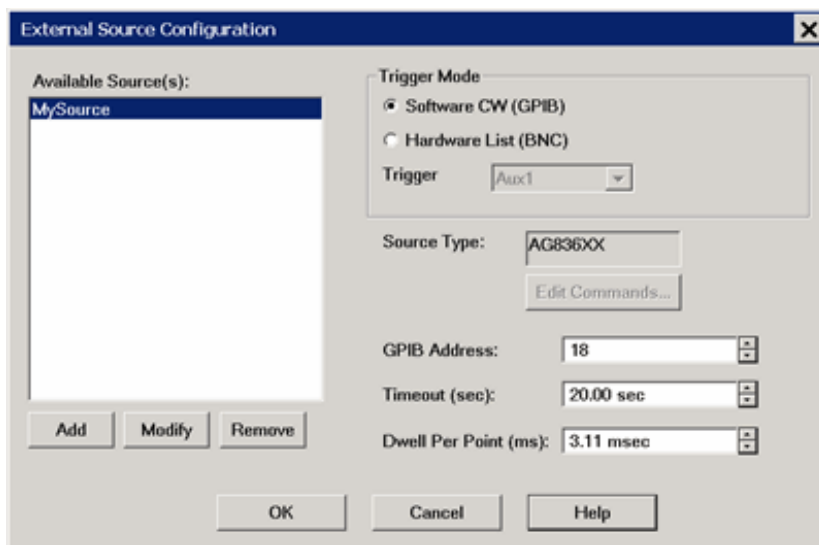 External Source Configuration
Available Source(s):
MySource
Add
Modify
Remove
Trigger Mode
Software CW (GPIB)
Hardware List (BNC)
Trigger
Aux1
Source Type:
AG836XX
Edit Commands...
GPIB Address:
18
Timeout (sec):
20.00 sec
Dwell Per Point (ms):
3.11 msec
OK
Cancel
Help